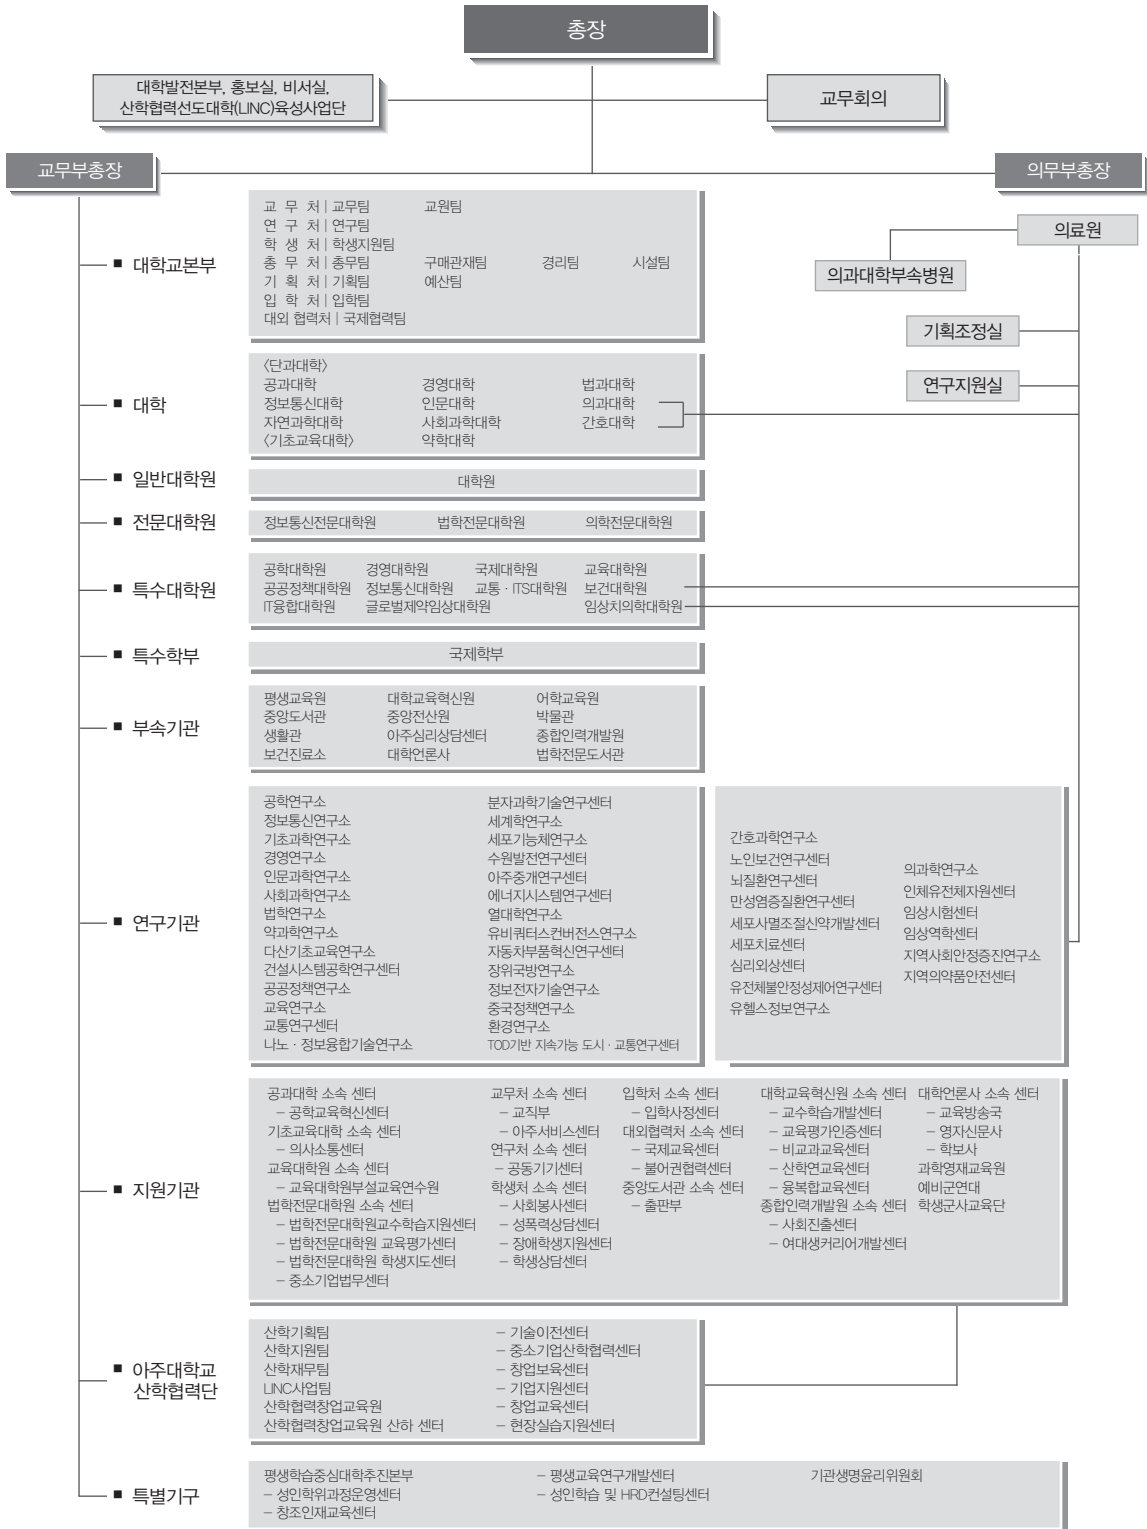 총장
대학발전본부, 홍보실, 비서실,
산학협력선도대학(LINC)육성사업단
교무회의
교무부총장
의무부총장
의료원
의과대학부속병원
기획조정실
연구지원실
■ 대학교본부
교 무 처 | 교무팀 교원팀
연 구 처 | 연구팀
학 생 처 | 학생지원팀
총 무 처 | 총무팀 구매관재팀 경리팀 시설팀
기 획 처 | 기획팀 예산팀
입 학 처 | 입학팀
대외 협력처 | 국제협력팀
■ 대학
〈단과대학〉
공과대학 경영대학 법과대학
정보통신대학 인문대학 의과대학
자연과학대학 사회과학대학 간호대학
〈기초교육대학〉 약학대학
■ 일반대학원
대학원
■ 전문대학원
정보통신전문대학원 법학전문대학원 의학전문대학원
■ 특수대학원
공학대학원 경영대학원 국제대학원 교육대학원
공공정책대학원 정보통신대학원 교통 · ITS대학원 보건대학원
IT융합대학원 글로벌제약임상대학원 임상치의학대학원
■ 특수학부
국제학부
■ 부속기관
평생교육원 대학교육혁신원 어학교육원
중앙도서관 중앙전산원 박물관
생활관 아주심리상담센터 종합인력개발원
보건진료소 대학언론사 법학전문도서관
■ 연구기관
공학연구소 분자과학기술연구센터
정보통신연구소 세계학연구소
기초과학연구소 세포기능체연구소
경영연구소 수원발전연구센터
인문과학연구소 아주중개연구센터
사회과학연구소 에너지시스템연구센터
법학연구소 열대학연구소
약과학연구소 유비쿼터스컨버전스연구소
다산기초교육연구소 자동차부품혁신연구센터
건설시스템공학연구센터 장위국방연구소
공공정책연구소 정보전자기술연구소
교육연구소 중국정책연구소
교통연구센터 환경연구소
나노 · 정보융합기술연구소 TOD기반 지속가능 도시 · 교통연구센터
간호과학연구소
노인보건연구센터
뇌질환연구센터
만성염증질환연구센터
세포사멸조절신약개발센터
세포치료센터
심리외상센터
유전체불안정성제어연구센터
유헬스정보연구소
의과학연구소
인체유전체자원센터
임상시험센터
임상역학센터
지역사회안정증진연구소
지역의약품안전센터
■ 지원기관
공과대학 소속 센터
– 공학교육혁신센터
기초교육대학 소속 센터
– 의사소통센터
교육대학원 소속 센터
– 교육대학원부설교육연수원
법학전문대학원 소속 센터
– 법학전문대학원교수학습지원센터
– 법학전문대학원 교육평가센터
– 법학전문대학원 학생지도센터
– 중소기업법무센터
교무처 소속 센터
– 교직부
– 아주서비스센터
연구처 소속 센터
– 공동기기센터
학생처 소속 센터
– 사회봉사센터
– 성폭력상담센터
– 장애학생지원센터
– 학생상담센터
입학처 소속 센터
– 입학사정센터
대외협력처 소속 센터
– 국제교육센터
– 불어권협력센터
중앙도서관 소속 센터
– 출판부
대학교육혁신원 소속 센터
– 교수학습개발센터
– 교육평가인증센터
– 비교과교육센터
– 산학연교육센터
– 융복합교육센터
종합인력개발원 소속 센터
– 사회진출센터
– 여대생커리어개발센터
대학언론사 소속 센터
– 교육방송국
– 영자신문사
– 학보사
과학영재교육원
예비군연대
학생군사교육단
■ 아주대학교
산학협력단
산학기획팀 – 기술이전센터
산학지원팀 – 중소기업산학협력센터
산학재무팀 – 창업보육센터
LINC사업팀 – 기업지원센터
산학협력창업교육원 – 창업교육센터
산학협력창업교육원 산하 센터 – 현장실습지원센터
■ 특별기구
평생학습중심대학추진본부 – 평생교육연구개발센터 기관생명윤리위원회
– 성인학위과정운영센터 – 성인학습 및 HRD컨설팅센터
– 창조인재교육센터